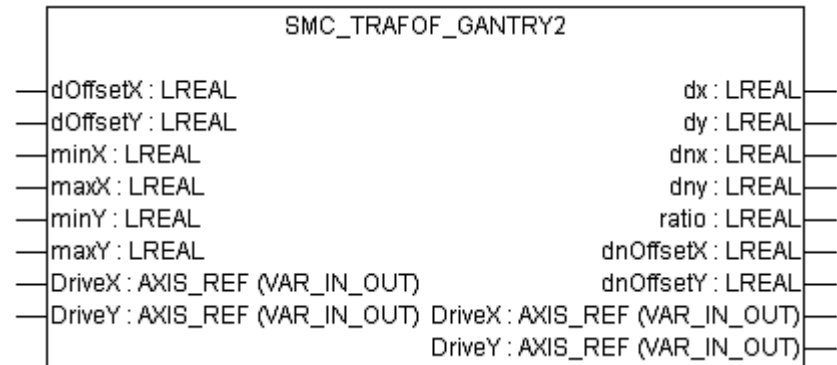 SMC_TRAFOF_GANTRY2
dOffsetX : LREAL dx : LREAL
dOffsetY : LREAL dy : LREAL
minX : LREAL dnx : LREAL
maxX : LREAL dny : LREAL
minY : LREAL ratio : LREAL
maxY : LREAL dnOffsetX : LREAL
DriveX : AXIS_REF (VAR_IN_OUT) dnOffsetY : LREAL
DriveY : AXIS_REF (VAR_IN_OUT) DriveX : AXIS_REF (VAR_IN_OUT)
DriveY : AXIS_REF (VAR_IN_OUT)